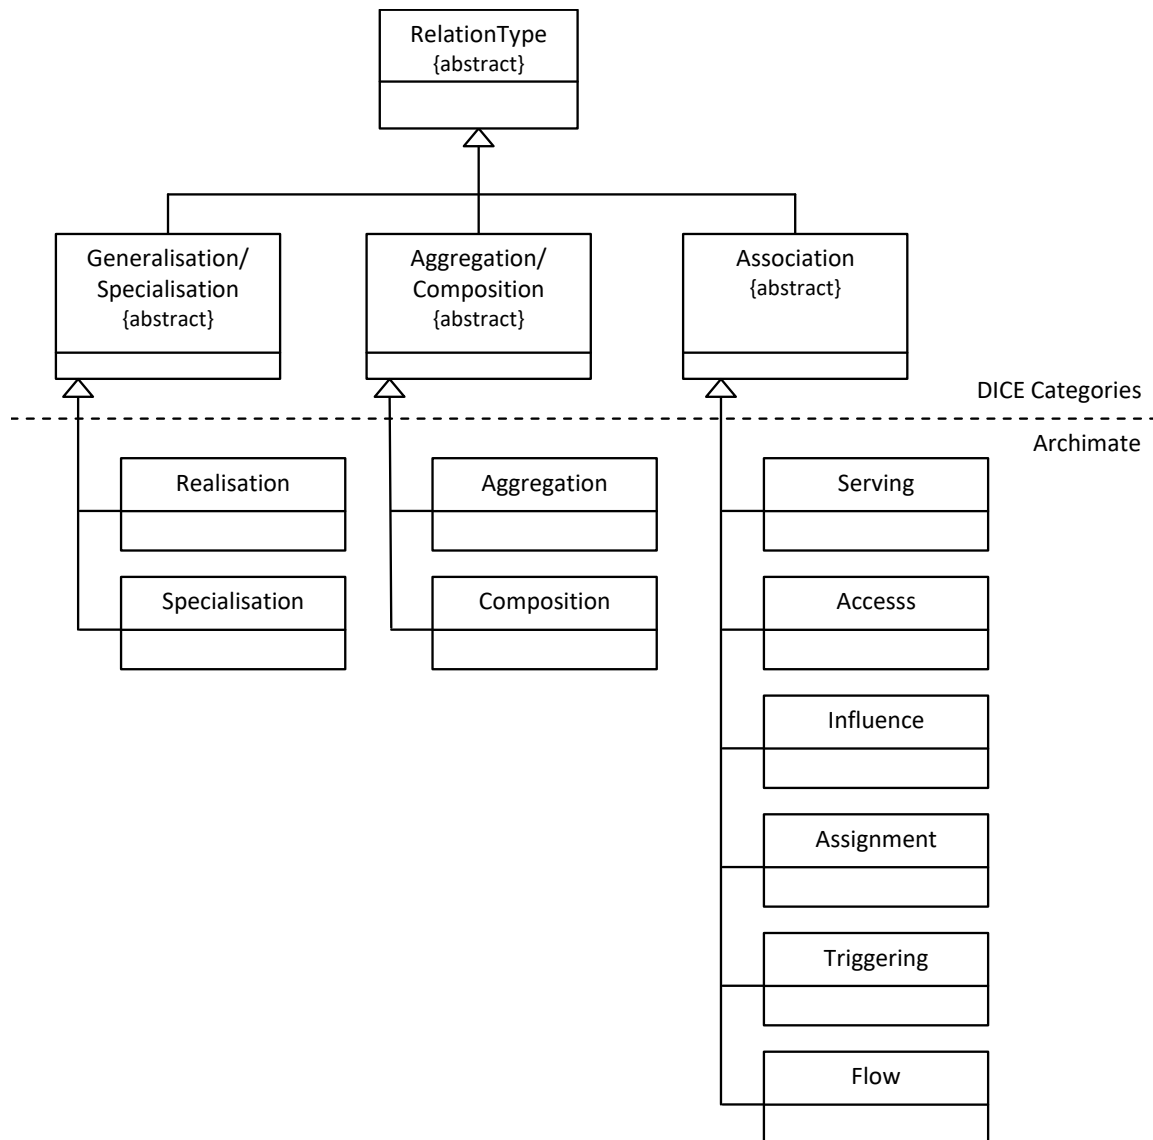 RelationType
{abstract}
Generalisation/
Specialisation
{abstract}
Aggregation/
Composition
{abstract}
Association
{abstract}
DICE Categories
Archimate
Realisation
Aggregation
Serving
Specialisation
Composition
Accesss
Influence
Assignment
Triggering
Flow